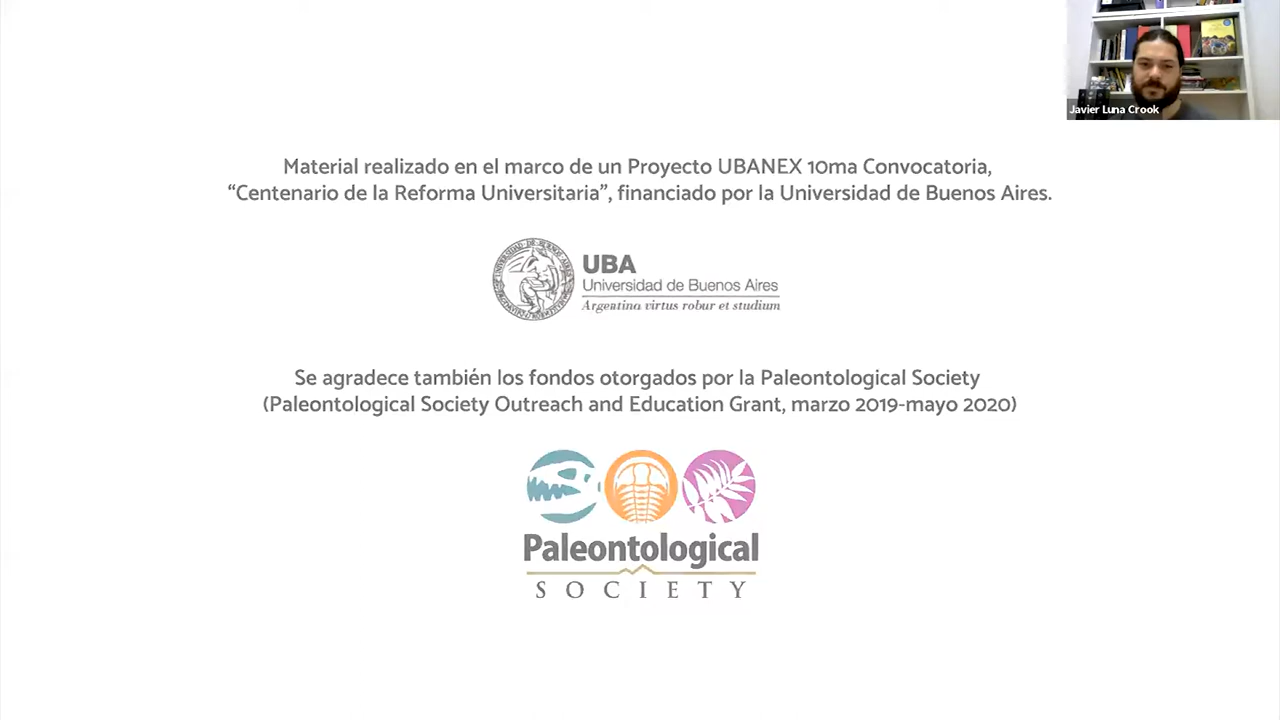 Javier Luna Crook
Material realizado en el marco de un Proyecto UBANEX 10ma Convocatoria,
“Centenario de la Reforma Universitaria”, financiado por la Universidad de Buenos Aires.
UBA
Universidad de Buenos Aires
Argentina virtus robur et studium
Se agradece también los fondos otorgados por la Paleontological Society
(Paleontological Society Outreach and Education Grant, marzo 2019-mayo 2020)
Paleontological
SOCIETY